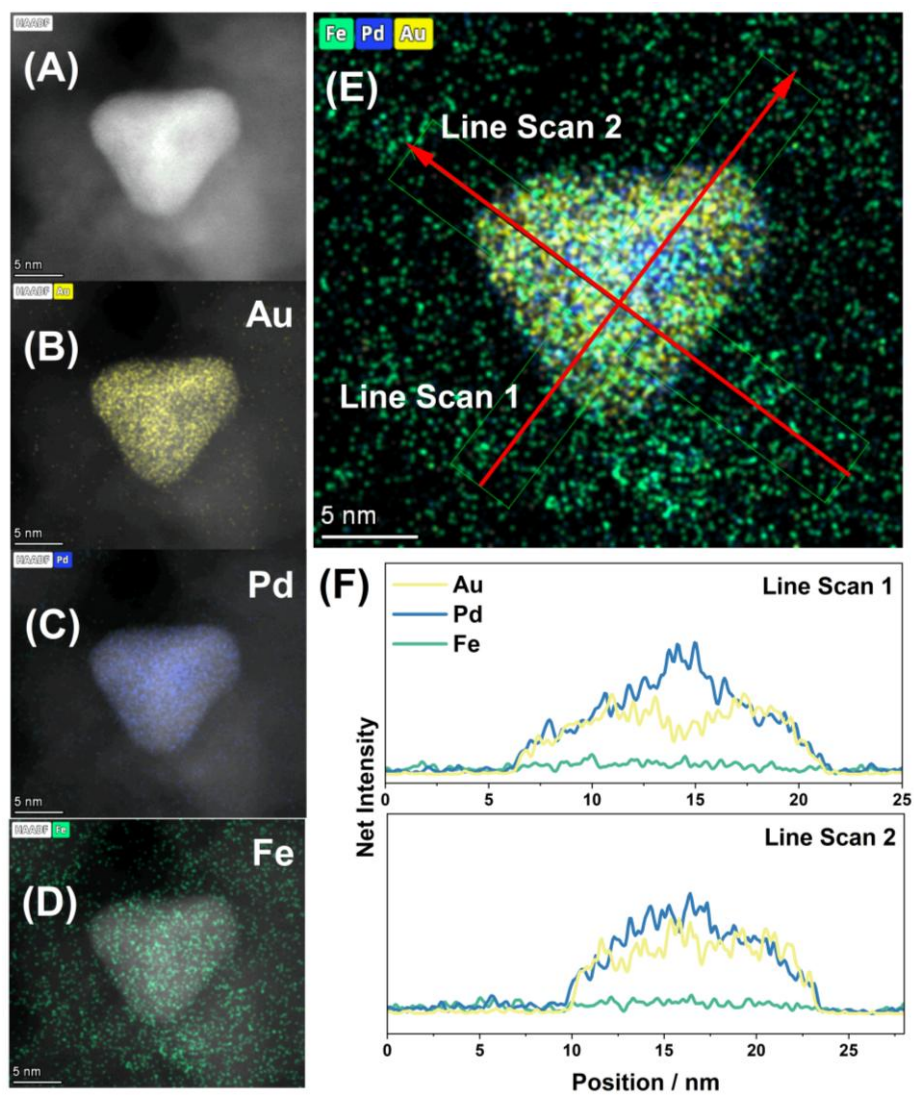 HAADF
(A)
5 nm
HAADF Au
Au
(B)
5 nm
HAADF Pd
Pd
(C)
5 nm
HAADF Fe
Fe
(D)
5 nm
Fe Pd Au
(E)
Line Scan 2
Line Scan 1
5 nm
(F)
Au
Pd
Fe
Line Scan 1
0 5 10 15 20 25
Net Intensity
Line Scan 2
0 5 10 15 20 25
Position / nm